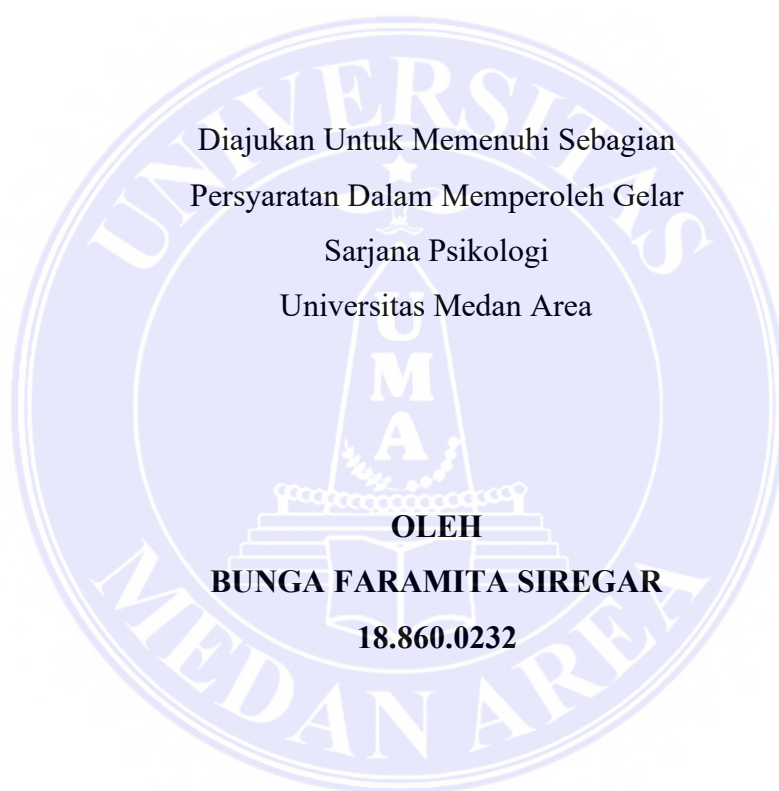 UNIVERSITAS
Diajukan Untuk Memenuhi Sebagian
Persyaratan Dalam Memperoleh Gelar
Sarjana Psikologi
Universitas Medan Area
U
M
A
OLEH
BUNGA FARAMITA SIREGAR
18.860.0232
MEDAN AREA